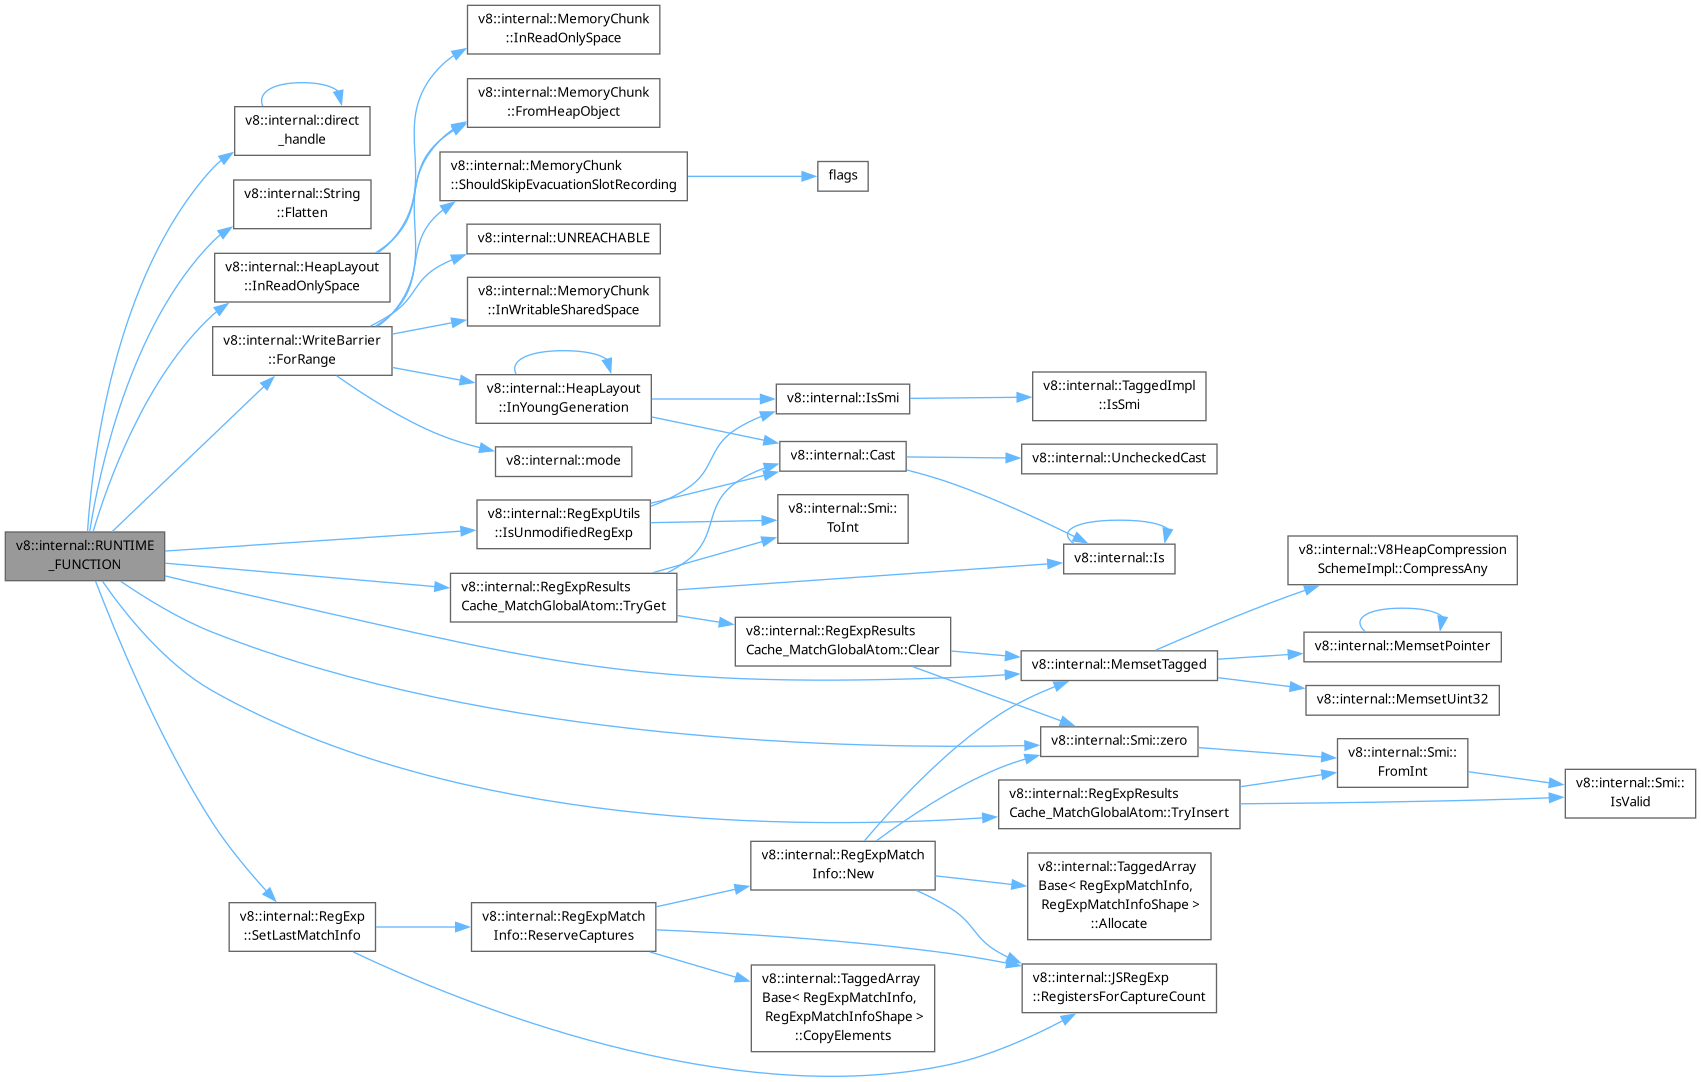 v8::internal::RUNTIME
_FUNCTION
v8::internal::direct
_handle
v8::internal::String
::Flatten
v8::internal::HeapLayout
::InReadOnlySpace
v8::internal::WriteBarrier
::ForRange
v8::internal::MemoryChunk
::InReadOnlySpace
v8::internal::MemoryChunk
::FromHeapObject
v8::internal::MemoryChunk
::ShouldSkipEvacuationSlotRecording
flags
v8::internal::UNREACHABLE
v8::internal::MemoryChunk
::InWritableSharedSpace
v8::internal::HeapLayout
::InYoungGeneration
v8::internal::mode
v8::internal::IsSmi
v8::internal::TaggedImpl
::IsSmi
v8::internal::Cast
v8::internal::UncheckedCast
v8::internal::RegExpUtils
::IsUnmodifiedRegExp
v8::internal::Smi::
ToInt
v8::internal::Is
v8::internal::RegExpResults
Cache_MatchGlobalAtom::TryGet
v8::internal::RegExpResults
Cache_MatchGlobalAtom::Clear
v8::internal::MemsetTagged
v8::internal::V8HeapCompression
SchemeImpl::CompressAny
v8::internal::MemsetPointer
v8::internal::MemsetUint32
v8::internal::Smi::zero
v8::internal::Smi::
FromInt
v8::internal::Smi::
IsValid
v8::internal::RegExpResults
Cache_MatchGlobalAtom::TryInsert
v8::internal::RegExp
::SetLastMatchInfo
v8::internal::RegExpMatch
Info::ReserveCaptures
v8::internal::RegExpMatch
Info::New
v8::internal::TaggedArray
Base< RegExpMatchInfo,
RegExpMatchInfoShape >
::Allocate
v8::internal::TaggedArray
Base< RegExpMatchInfo,
RegExpMatchInfoShape >
::CopyElements
v8::internal::JSRegExp
::RegistersForCaptureCount